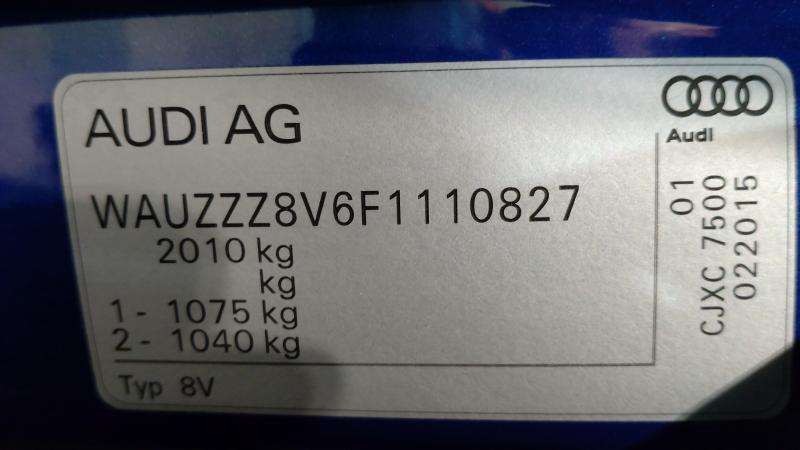 AUDI AG
Audi
WAUZZZ8V6F1110827
2010 kg
kg
1 - 1075 kg
2 - 1040 kg
Typ 8V
01
CJXC 7500
022015